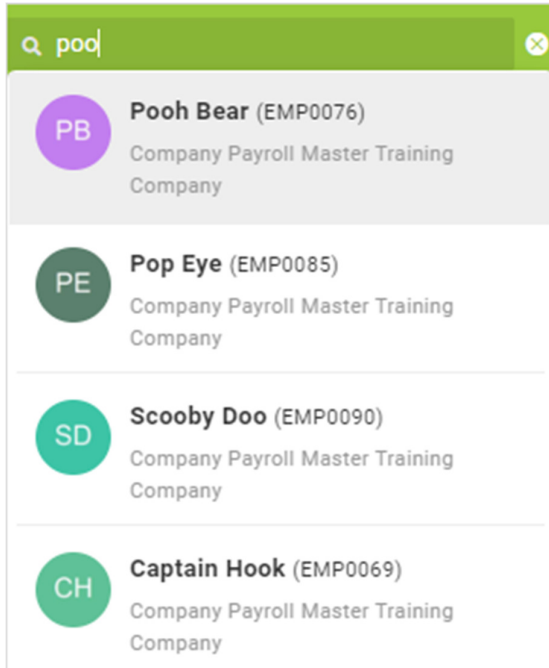 poo
PB
Pooh Bear (EMP0076)
Company Payroll Master Training
Company
PE
Pop Eye (EMP0085)
Company Payroll Master Training
Company
SD
Scooby Doo (EMP0090)
Company Payroll Master Training
Company
CH
Captain Hook (EMP0069)
Company Payroll Master Training
Company